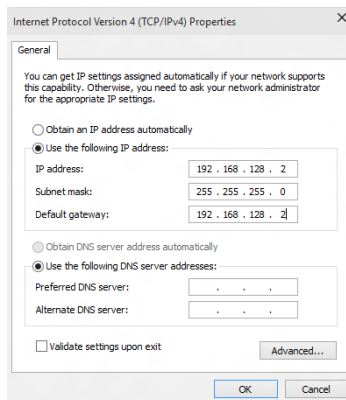 Internet Protocol Version 4 (TCP/IPv4) Properties
General
You can get IP settings assigned automatically if your network supports
this capability. Otherwise, you need to ask your network administrator
for the appropriate IP settings.
Obtain an IP address automatically
Use the following IP address:
IP address: 192 . 168 . 128 . 2
Subnet mask: 255 . 255 . 255 . 0
Default gateway: 192 . 168 . 128 . 2
Obtain DNS server address automatically
Use the following DNS server addresses:
Preferred DNS server: . . .
Alternate DNS server: . . .
Validate settings upon exit
Advanced...
OK Cancel